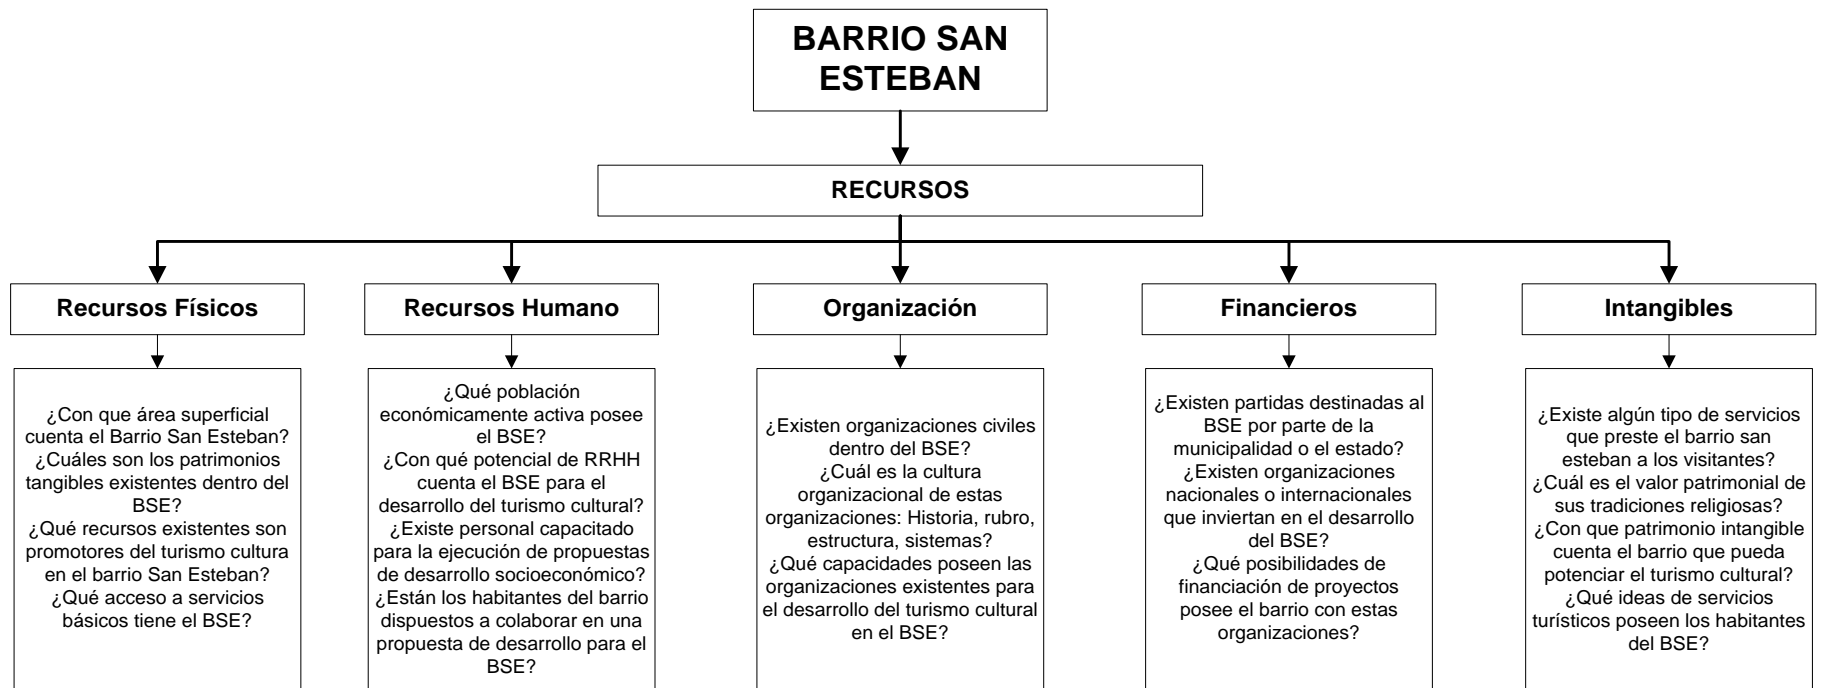 BARRIO SAN
ESTEBAN
RECURSOS
Recursos Físicos
Recursos Humano
Organización
Financieros
Intangibles
¿Con que área superficial
cuenta el Barrio San Esteban?
¿Cuáles son los patrimonios
tangibles existentes dentro del
BSE?
¿Qué recursos existentes son
promotores del turismo cultura
en el barrio San Esteban?
¿Qué acceso a servicios
básicos tiene el BSE?
¿Qué población
económicamente activa posee
el BSE?
¿Con qué potencial de RRHH
cuenta el BSE para el
desarrollo del turismo cultural?
¿Existe personal capacitado
para la ejecución de propuestas
de desarrollo socioeconómico?
¿Están los habitantes del barrio
dispuestos a colaborar en una
propuesta de desarrollo para el
BSE?
¿Existen organizaciones civiles
dentro del BSE?
¿Cuál es la cultura
organizacional de estas
organizaciones: Historia, rubro,
estructura, sistemas?
¿Qué capacidades poseen las
organizaciones existentes para
el desarrollo del turismo cultural
en el BSE?
¿Existen partidas destinadas al
BSE por parte de la
municipalidad o el estado?
¿Existen organizaciones
nacionales o internacionales
que inviertan en el desarrollo
del BSE?
¿Qué posibilidades de
financiación de proyectos
posee el barrio con estas
organizaciones?
¿Existe algún tipo de servicios
que preste el barrio san
esteban a los visitantes?
¿Cuál es el valor patrimonial de
sus tradiciones religiosas?
¿Con que patrimonio intangible
cuenta el barrio que pueda
potenciar el turismo cultural?
¿Qué ideas de servicios
turísticos poseen los habitantes
del BSE?